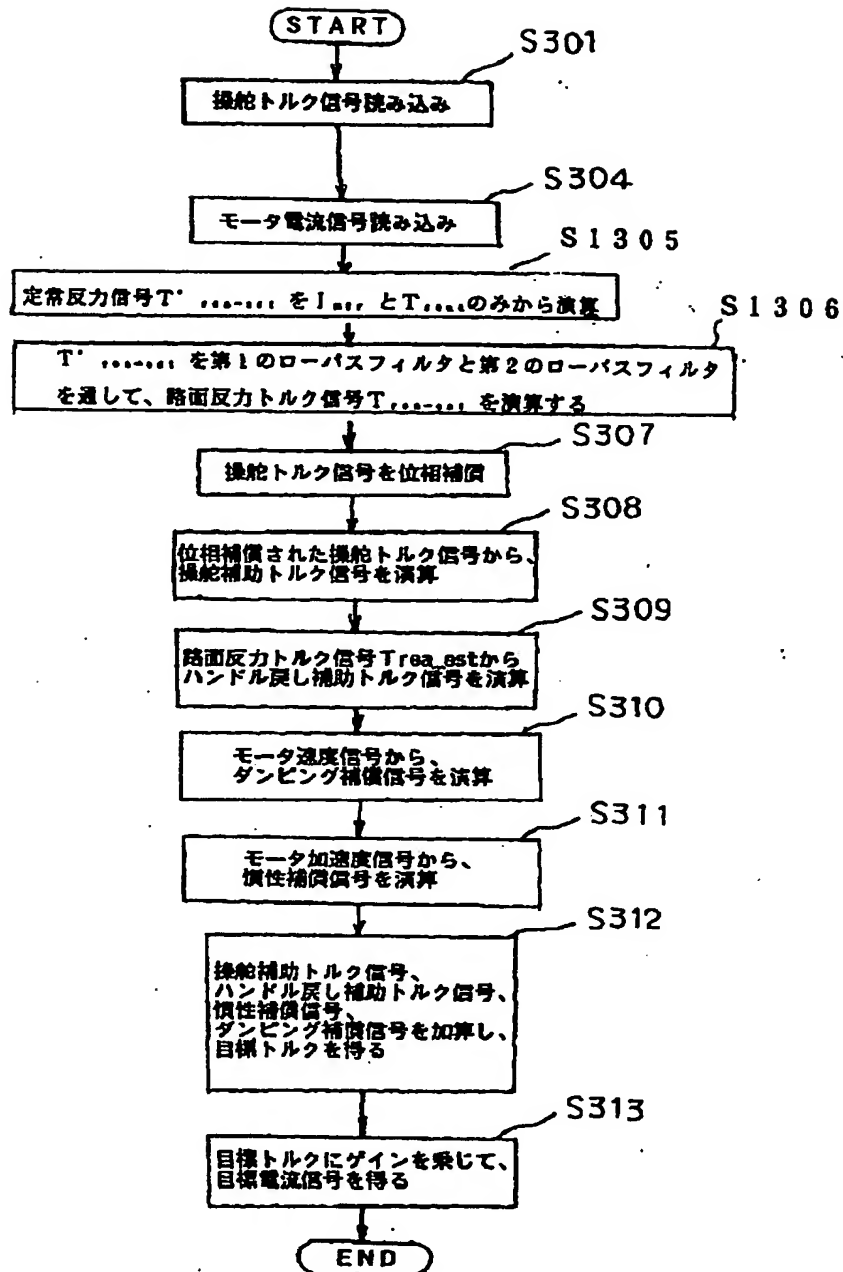 START
S301
操舵トルク信号読み込み
S304
モータ電流信号読み込み
S1305
定常反力信号T' をI とT のみから演算
S1306
T' を第1のローパスフィルタと第2のローパスフィルタ
を通して、路面反力トルク信号T を演算する
S307
操舵トルク信号を位相補償
S308
位相補償された操舵トルク信号から、
操舵補助トルク信号を演算
S309
路面反力トルク信号Trea_estから
ハンドル戻し補助トルク信号を演算
S310
モータ速度信号から、
ダンピング補償信号を演算
S311
モータ加速度信号から、
慣性補償信号を演算
S312
操舵補助トルク信号、
ハンドル戻し補助トルク信号、
慣性補償信号、
ダンピング補償信号を加算し、
目標トルクを得る
S313
目標トルクにゲインを乗じて、
目標電流信号を得る
END